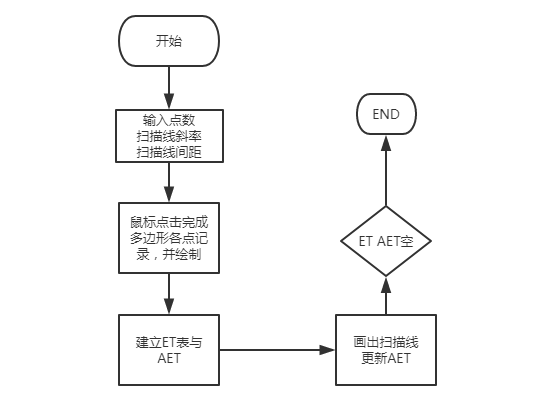 开始
输入点数
扫描线斜率
扫描线间距
鼠标点击完成
多边形各点记
录，并绘制
建立ET表与
AET
画出扫描线
更新AET
ET AET空
END